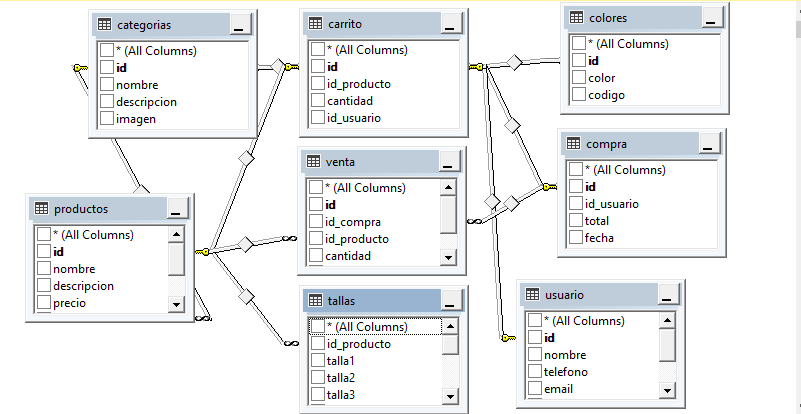 categorias
* (All Columns)
id
nombre
descripcion
imagen
carrito
* (All Columns)
id
id_producto
cantidad
id_usuario
colores
* (All Columns)
id
color
codigo
venta
* (All Columns)
id
id_compra
id_producto
cantidad
compra
* (All Columns)
id
id_usuario
total
fecha
productos
* (All Columns)
id
nombre
descripcion
precio
tallas
* (All Columns)
id_producto
talla1
talla2
talla3
usuario
* (All Columns)
id
nombre
telefono
email